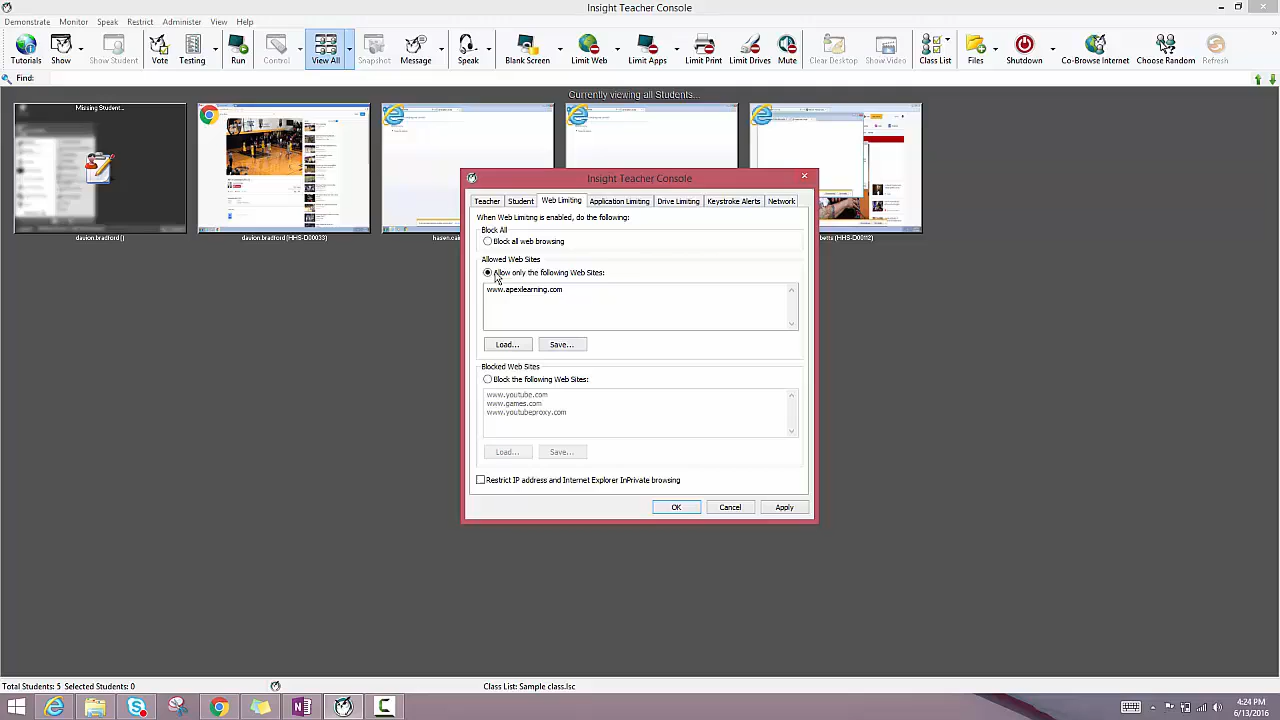 Insight Teacher Console
Demonstrate Monitor Speak Restrict Administer View Help
Tutorials Show Show Student Vote Testing Run Control View All Snapshot Message Speak Blank Screen Limit Web Limit Apps Limit Print Limit Drives Mute Clear Desktop Show Video Class List Files Shutdown Co-Browse Internet Choose Random Refresh
Find:
Currently viewing all Students...
Missing Student...
davion.bradford () davion.bradford (HHS-D00033)
Insight Teacher Console
Teacher Student Web Limiting Application Limiting Limiting Keystroke Alert Network
When Web Limiting is enabled, do the following:
Block All
Block all web browsing
Allowed Web Sites
Allow only the following Web Sites:
www.apexlearning.com
Load... Save...
Blocked Web Sites
Block the following Web Sites:
www.youtube.com
www.games.com
www.youtubeproxy.com
Load... Save...
Restrict IP address and Internet Explorer InPrivate browsing
OK Cancel Apply
Total Students: 5 Selected Students: 0 Class List: Sample class.lsc
4:24 PM
6/13/2016